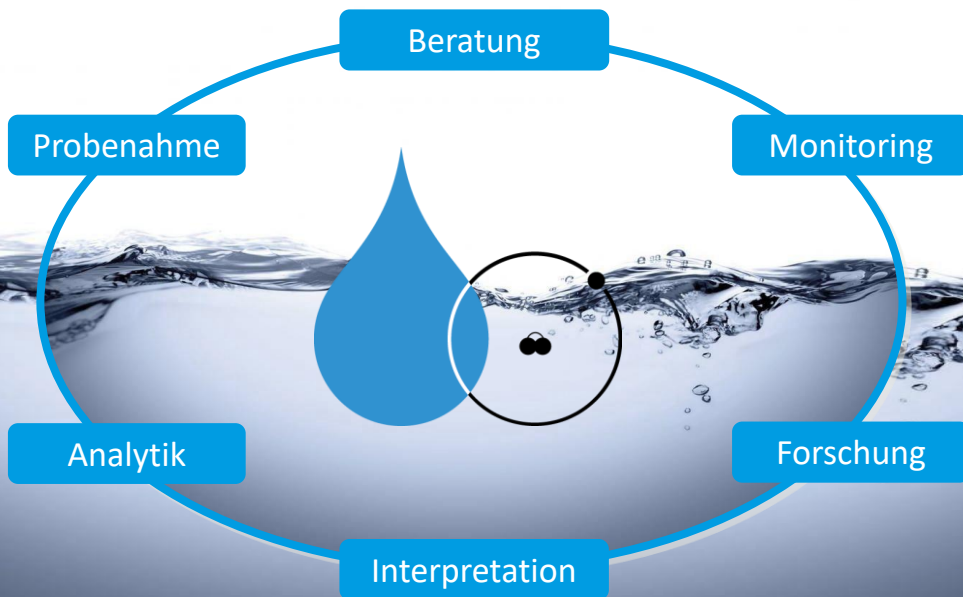 Beratung
Probenahme
Monitoring
Analytik
Forschung
Interpretation